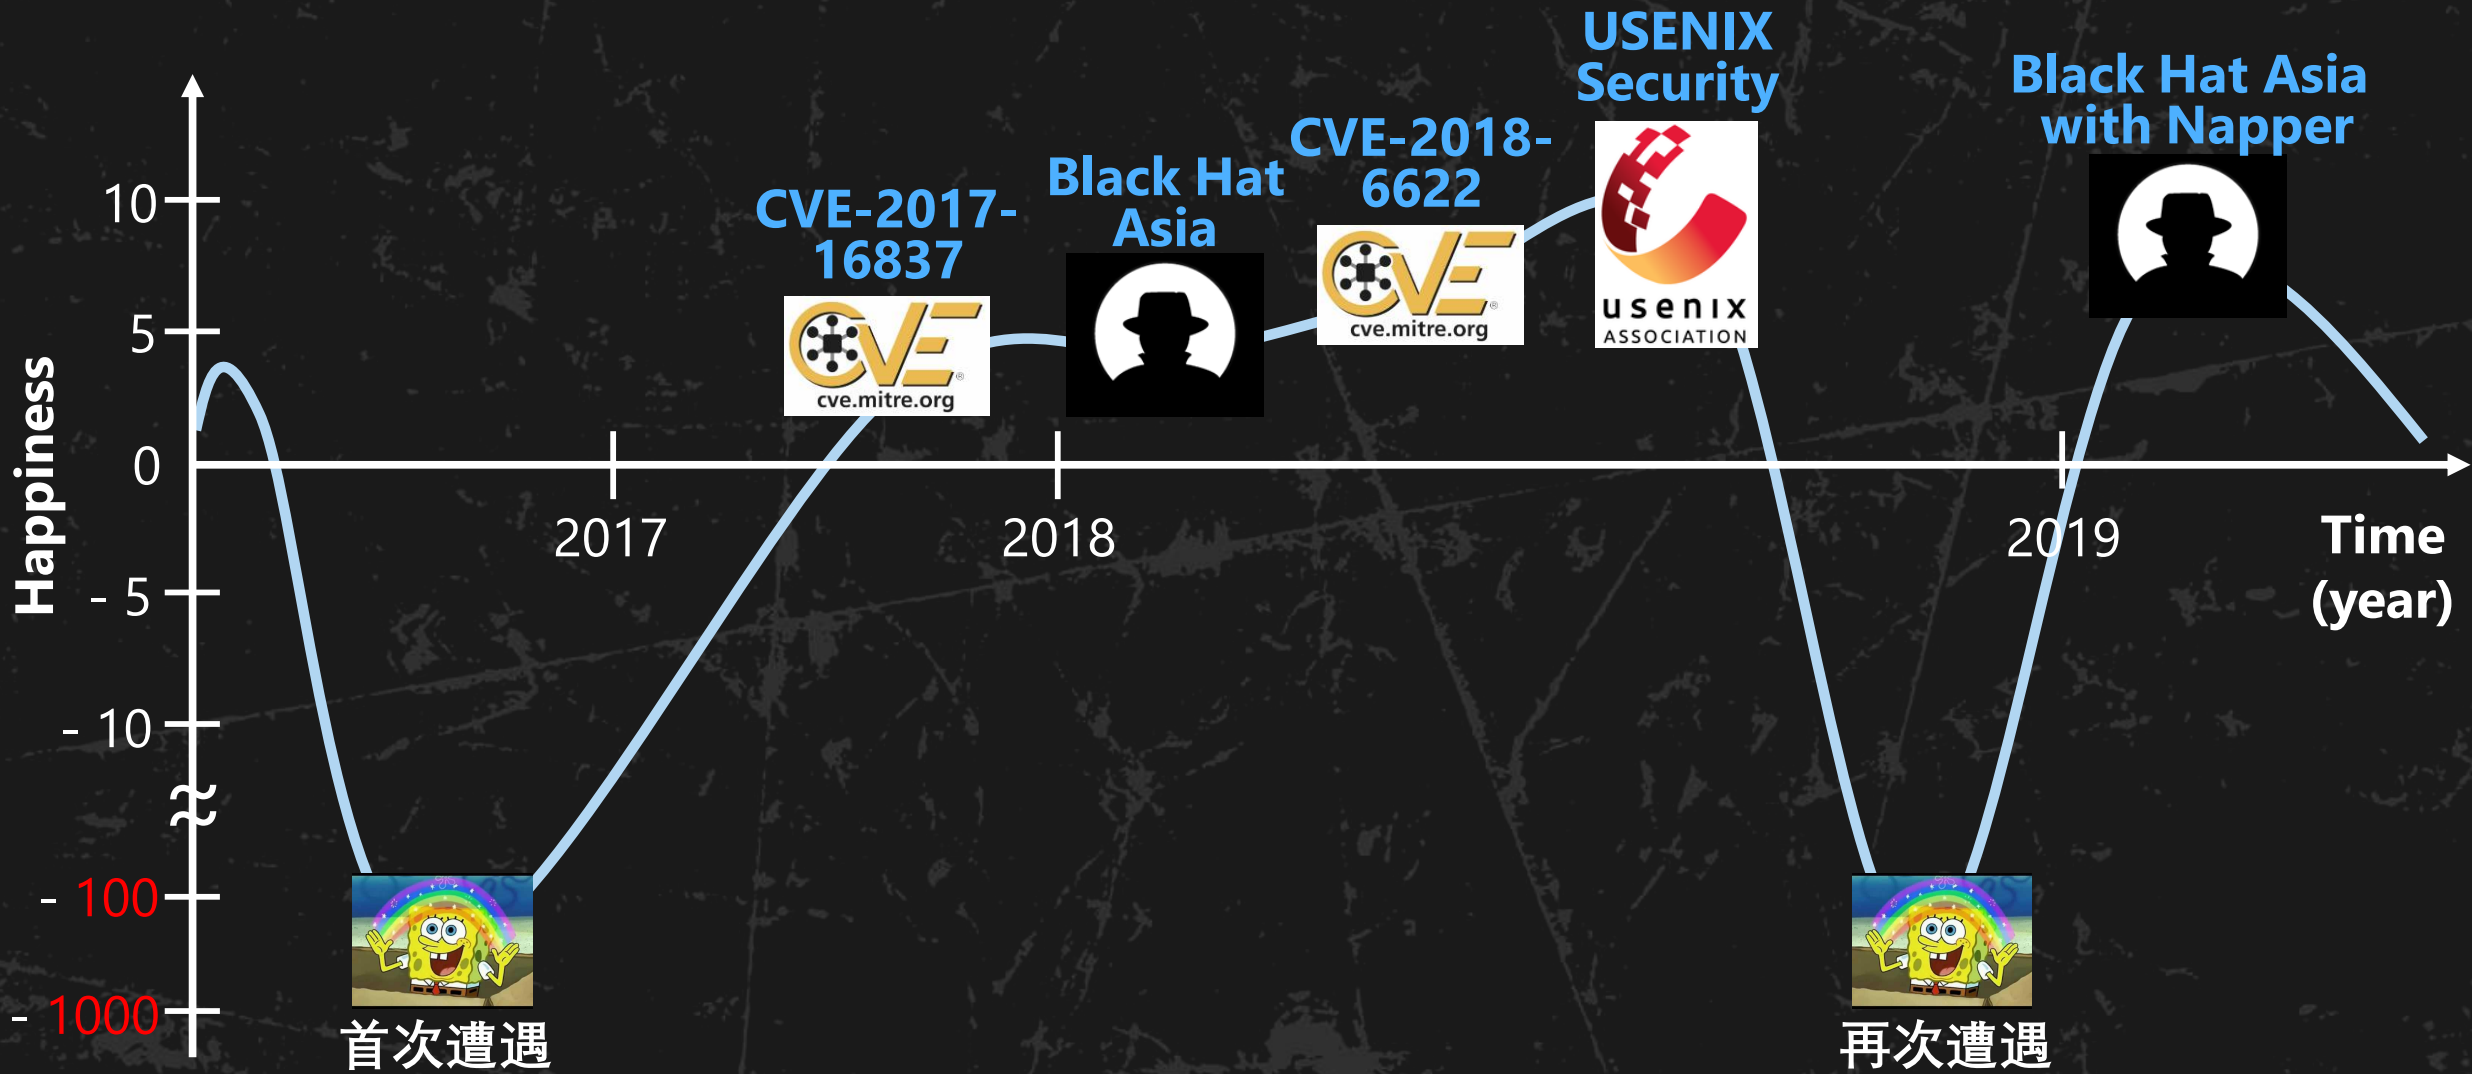 USENIX
Security
Black Hat Asia
with Napper
CVE-2018-
6622
Black Hat
Asia
CVE-2017-
16837
CVE®
cve.mitre.org
CVE®
cve.mitre.org
usenix
ASSOCIATION
10
5
0
- 5
- 10
- 100
- 1000
Happiness
2017
2018
2019
Time
(year)
首次遭遇
再次遭遇